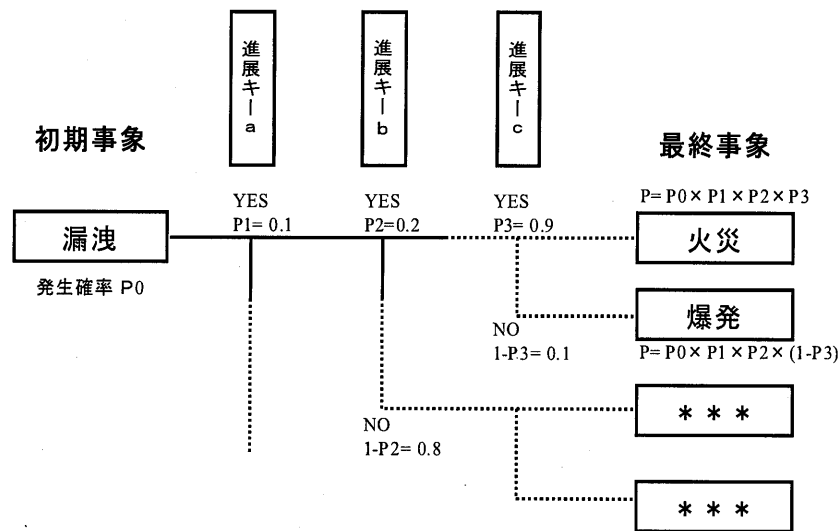 進展キーa
進展キーb
進展キーc
初期事象
最終事象
YES
P1= 0.1
YES
P2=0.2
YES
P3= 0.9
P= P0× P1 × P2 × P3
漏洩
火災
発生確率 P0
爆発
NO
1-P3= 0.1
P= P0× P1 × P2 × (1-P3)
NO
1-P2= 0.8
＊＊＊
＊＊＊